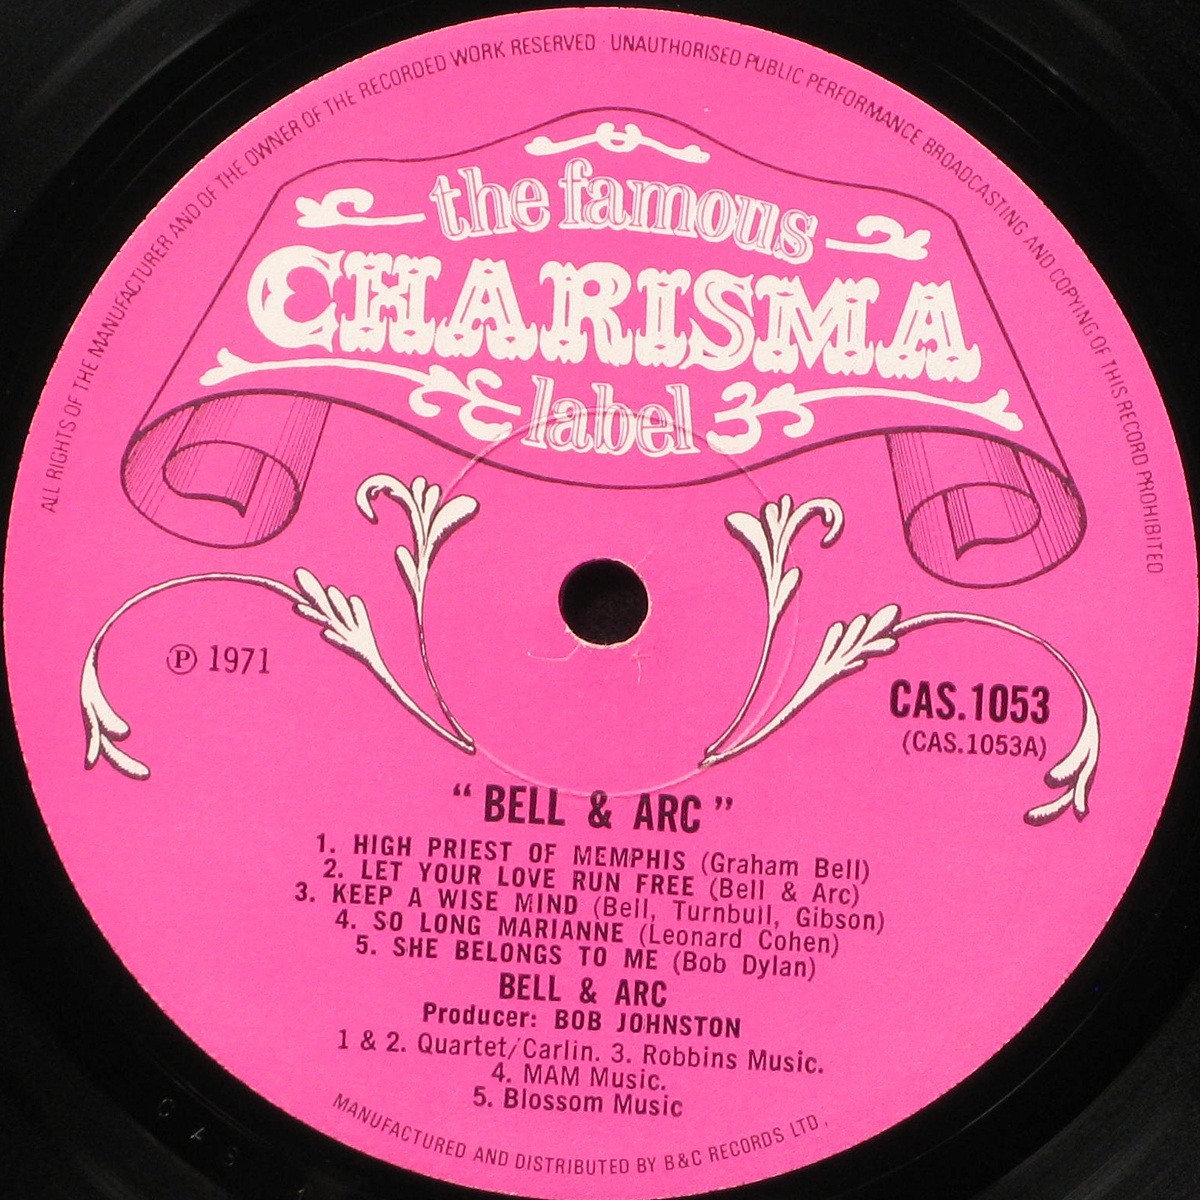 ALL RIGHTS OF THE MANUFACTURER AND OF THE OWNER OF THE RECORDED WORK RESERVED · UNAUTHORISED PUBLIC PERFORMANCE BROADCASTING AND COPYING OF THIS RECORD PROHIBITED
the famous
CHARISMA
label
℗ 1971
CAS.1053
(CAS.1053A)
“ BELL & ARC ”
1. HIGH PRIEST OF MEMPHIS (Graham Bell)
2. LET YOUR LOVE RUN FREE (Bell & Arc)
3. KEEP A WISE MIND (Bell, Turnbull, Gibson)
4. SO LONG MARIANNE (Leonard Cohen)
5. SHE BELONGS TO ME (Bob Dylan)
BELL & ARC
Producer: BOB JOHNSTON
1 & 2. Quartet/Carlin. 3. Robbins Music.
4. MAM Music.
5. Blossom Music
MANUFACTURED AND DISTRIBUTED BY B&C RECORDS LTD.